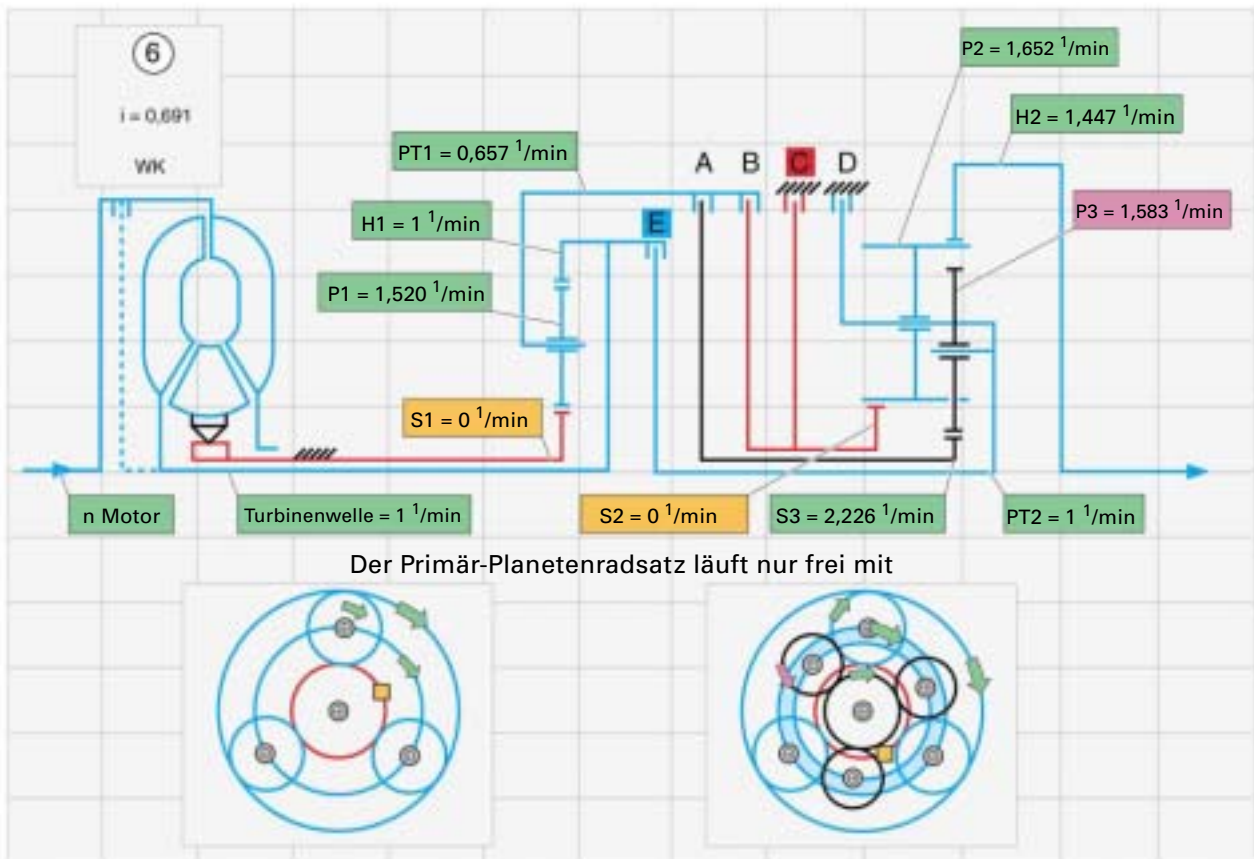 6
i = 0,691
WK
P2 = 1,652 ¹/min
H2 = 1,447 ¹/min
PT1 = 0,657 ¹/min
A B C D
P3 = 1,583 ¹/min
H1 = 1 ¹/min
E
P1 = 1,520 ¹/min
S1 = 0 ¹/min
n Motor
Turbinenwelle = 1 ¹/min
S2 = 0 ¹/min
S3 = 2,226 ¹/min
PT2 = 1 ¹/min
Der Primär-Planetenradsatz läuft nur frei mit